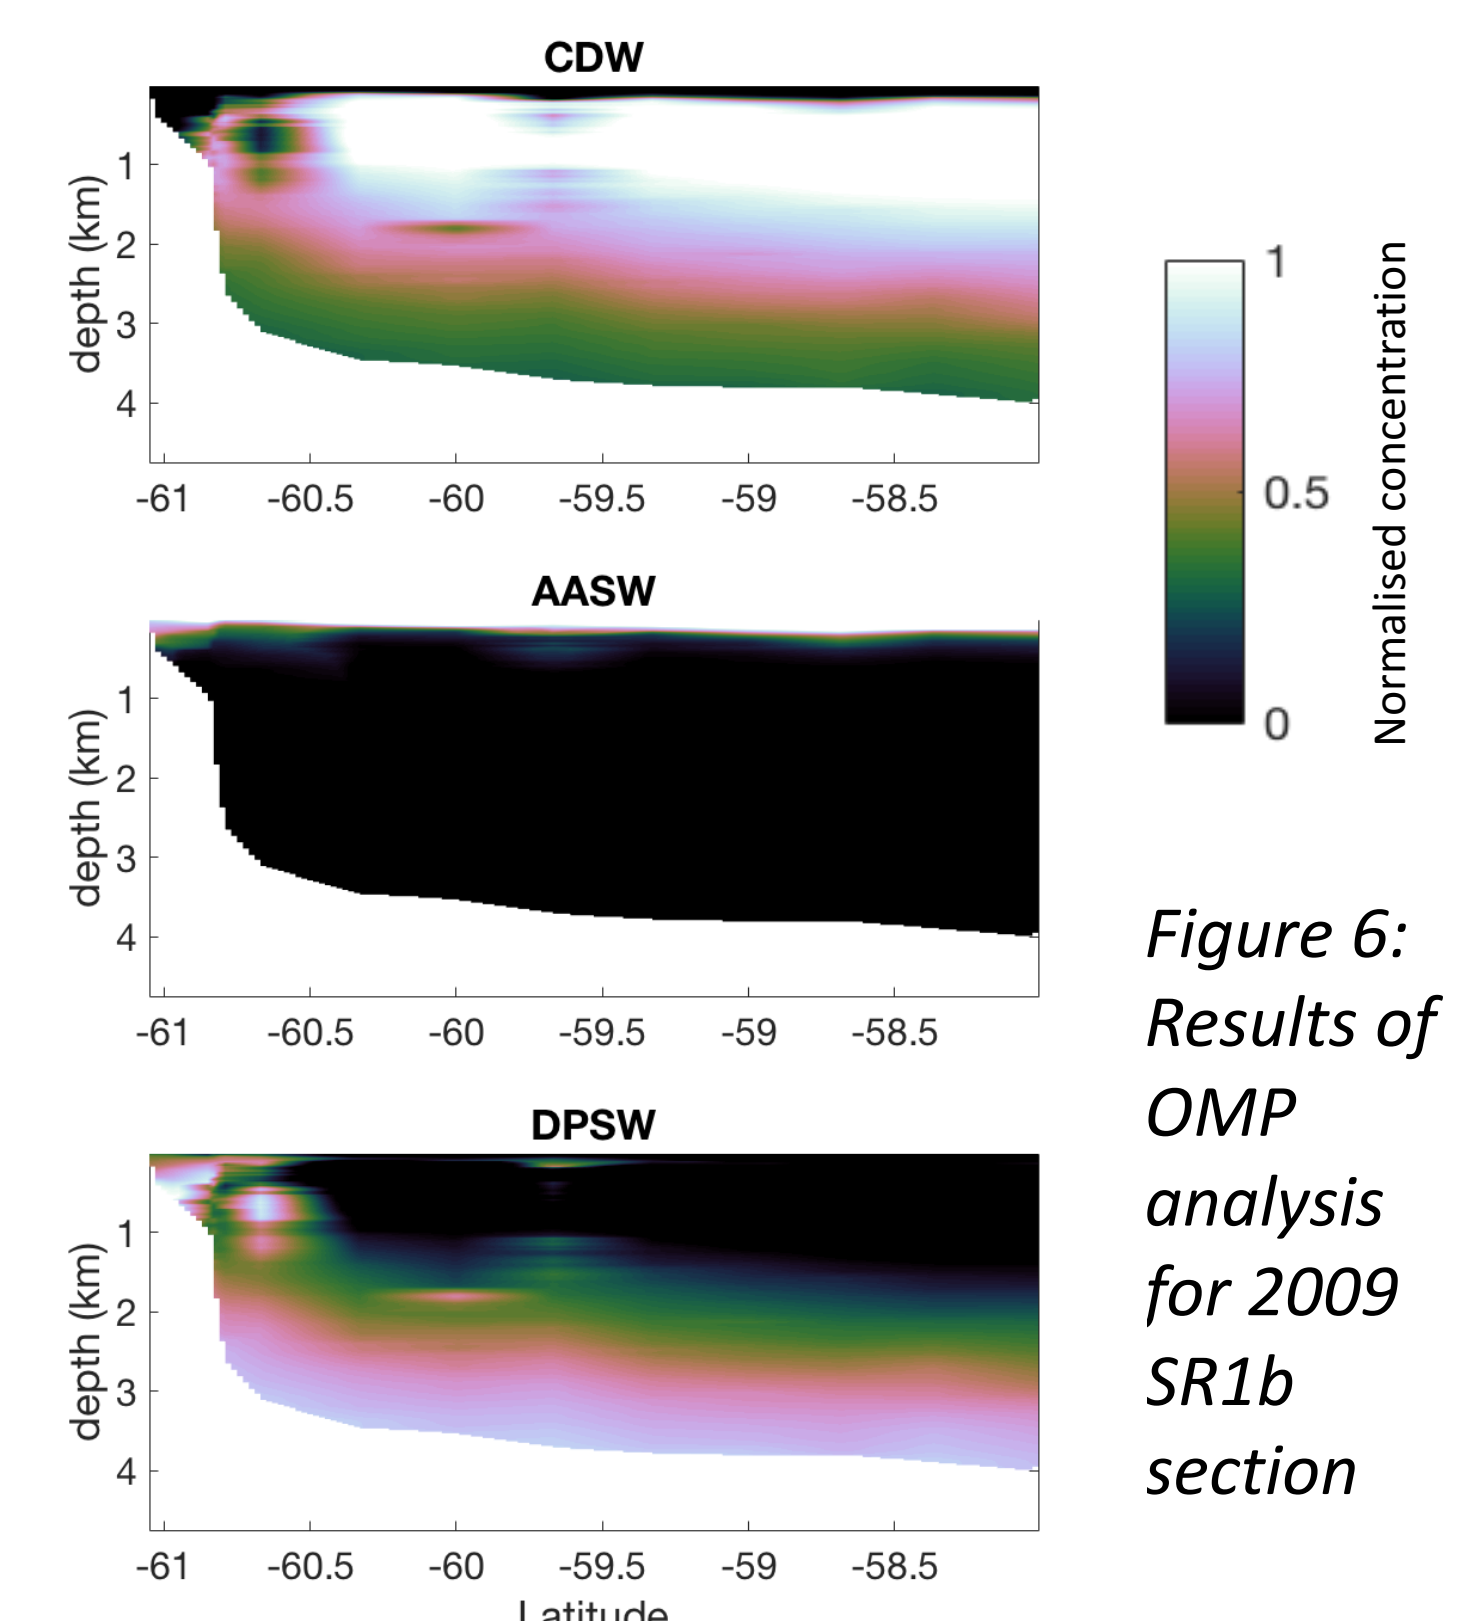 CDW
depth (km)
1
2
3
4
-61 -60.5 -60 -59.5 -59 -58.5
AASW
depth (km)
1
2
3
4
-61 -60.5 -60 -59.5 -59 -58.5
DPSW
depth (km)
1
2
3
4
-61 -60.5 -60 -59.5 -59 -58.5
Latitude
1
0.5
0
Normalised concentration
Figure 6:
Results of
OMP
analysis
for 2009
SR1b
section